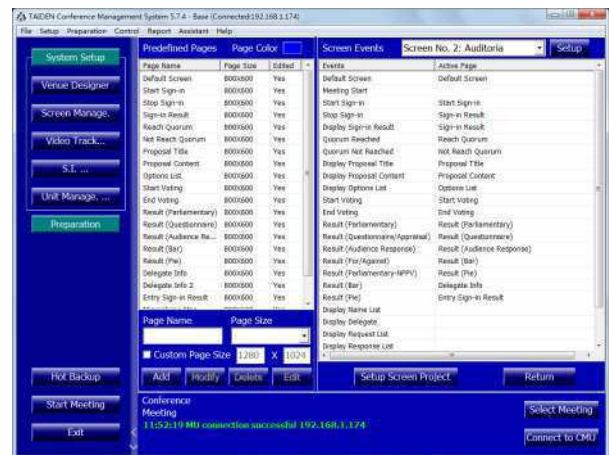 TAIDEN Conference Management System 5.7.4 - Base (Connected:192.168.1.174)
File Setup Preparation Control Report Assistant Help
System Setup
Venue Designer
Screen Manage.
Video Track...
S.I. ...
Unit Manage. ...
Preparation
Hot Backup
Start Meeting
Exit
Predefined Pages Page Color
Page Name Page Size Edited
Default Screen 800X600 Yes
Start Sign-in 800X600 Yes
Stop Sign-in 800X600 Yes
Sign-in Result 800X600 Yes
Reach Quorum 800X600 Yes
Not Reach Quorum 800X600 Yes
Proposal Title 800X600 Yes
Proposal Content 800X600 Yes
Options List 800X600 Yes
Start Voting 800X600 Yes
End Voting 800X600 Yes
Result (Parliamentary) 800X600 Yes
Result (Questionnaire) 800X600 Yes
Result (Audience Re... 800X600 Yes
Result (Bar) 800X600 Yes
Result (Pie) 800X600 Yes
Delegate Info 800X600 Yes
Delegate Info 2 800X600 Yes
Entry Sign-in Result 800X600 Yes
Page Name Page Size
Custom Page Size 1280 X 1024
Add Modify Delete Edit
Screen Events Screen No. 2: Auditoria Setup
Events Active Page
Default Screen Default Screen
Meeting Start
Start Sign-in Start Sign-in
Stop Sign-in Sign-in Result
Display Sign-in Result Sign-in Result
Quorum Reached Reach Quorum
Quorum Not Reached Not Reach Quorum
Display Proposal Title Proposal Title
Display Proposal Content Proposal Content
Display Options List Options List
Start Voting Start Voting
End Voting End Voting
Result (Parliamentary) Result (Parliamentary)
Result (Questionnaire/Appraisal) Result (Questionnaire)
Result (Audience Response) Result (Audience Response)
Result (For/Against) Result (Bar)
Result (Parliamentary-NPPV) Result (Pie)
Result (Bar) Delegate Info
Result (Pie) Entry Sign-in Result
Display Name List
Display Delegate
Display Request List
Display Response List
Setup Screen Project Return
Conference
Meeting
11:52:19 MU connection successful 192.168.1.174
Select Meeting
Connect to CMU